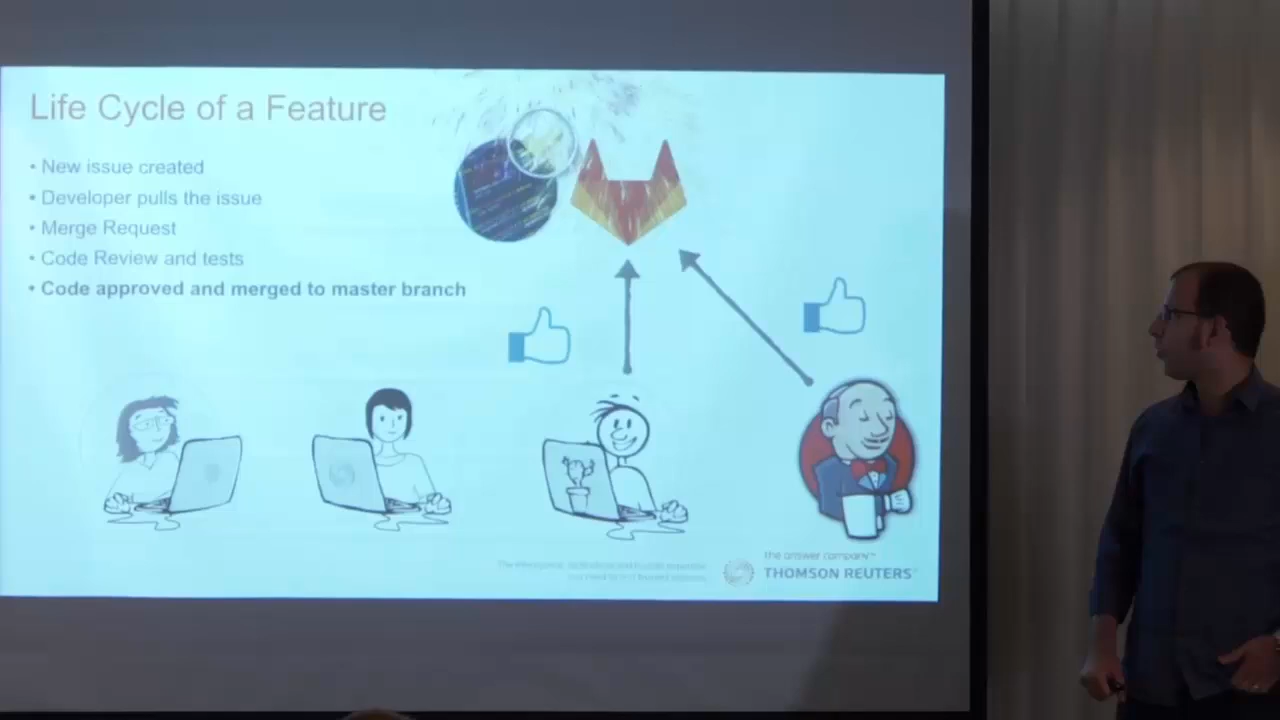 Life Cycle of a Feature
• New issue created
• Developer pulls the issue
• Merge Request
• Code Review and tests
• Code approved and merged to master branch
the answer company™
THOMSON REUTERS™